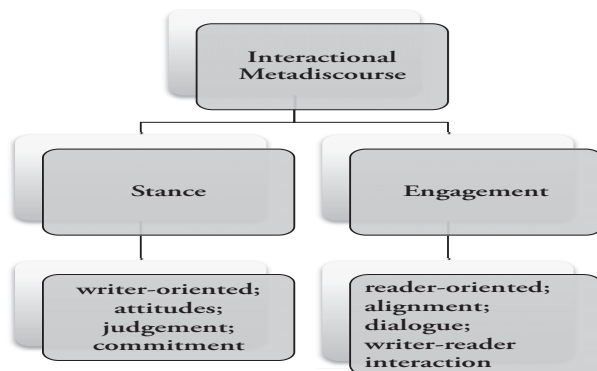 Interactional
Metadiscourse
Stance
Engagement
writer-oriented;
attitudes;
judgement;
commitment
reader-oriented;
alignment;
dialogue;
writer-reader
interaction